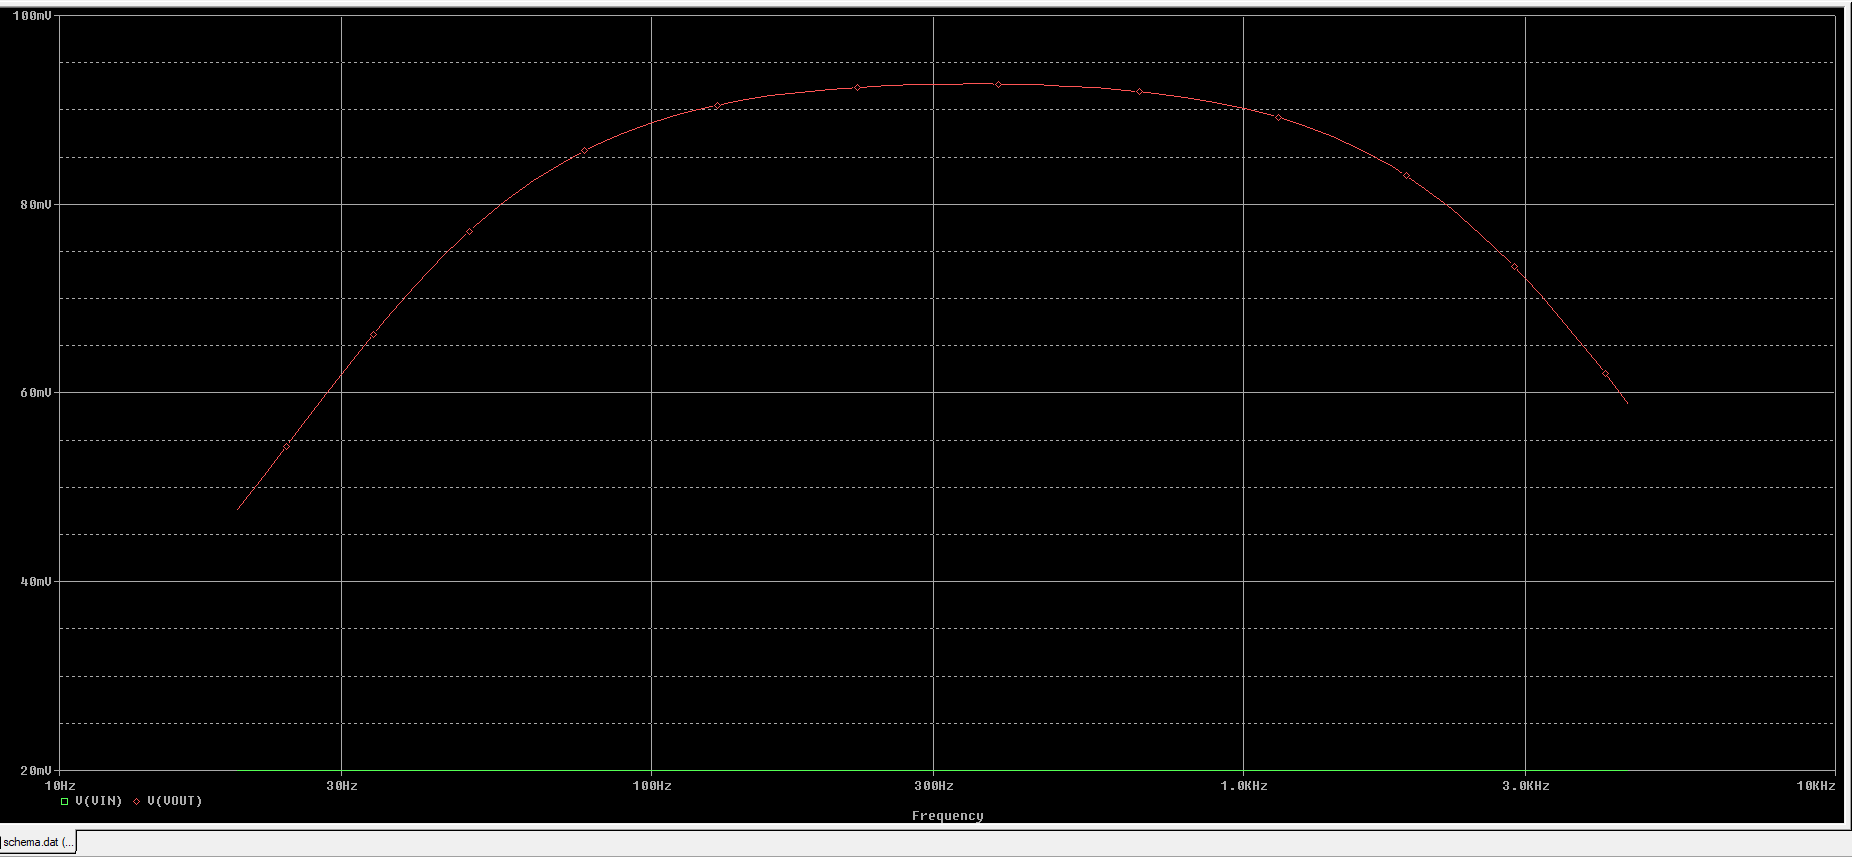 100mV
80mV
60mV
40mV
20mV
10Hz 30Hz 100Hz 300Hz 1.0KHz 3.0KHz 10KHz
V(VIN) V(VOUT)
Frequency
schema.dat (...